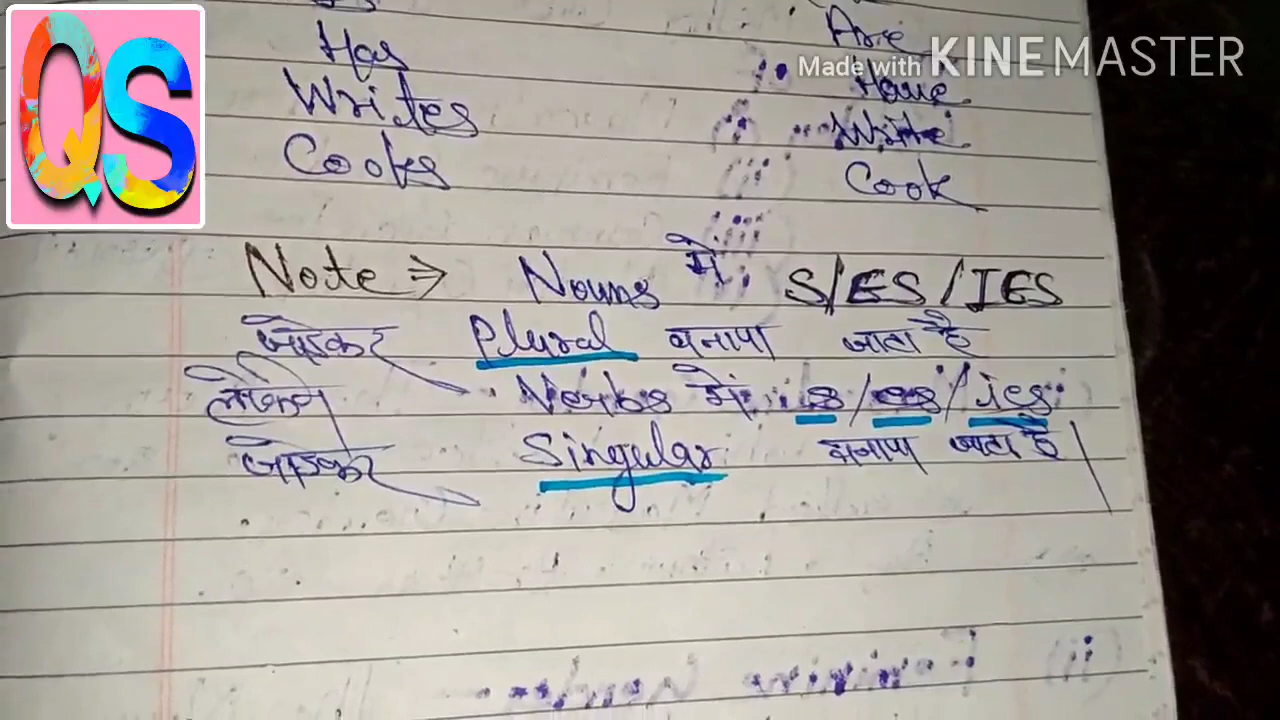 QS
Made with KINEMASTER
Has Have
Writes Write
Cooks Cook
Are
Note ⇒ Nouns में S/ES/IES
जोड़कर Plural बनाया जाता है
लेकिन Verbs में s/es/ies
जोड़कर Singular बनाया जाता है|
(ii)